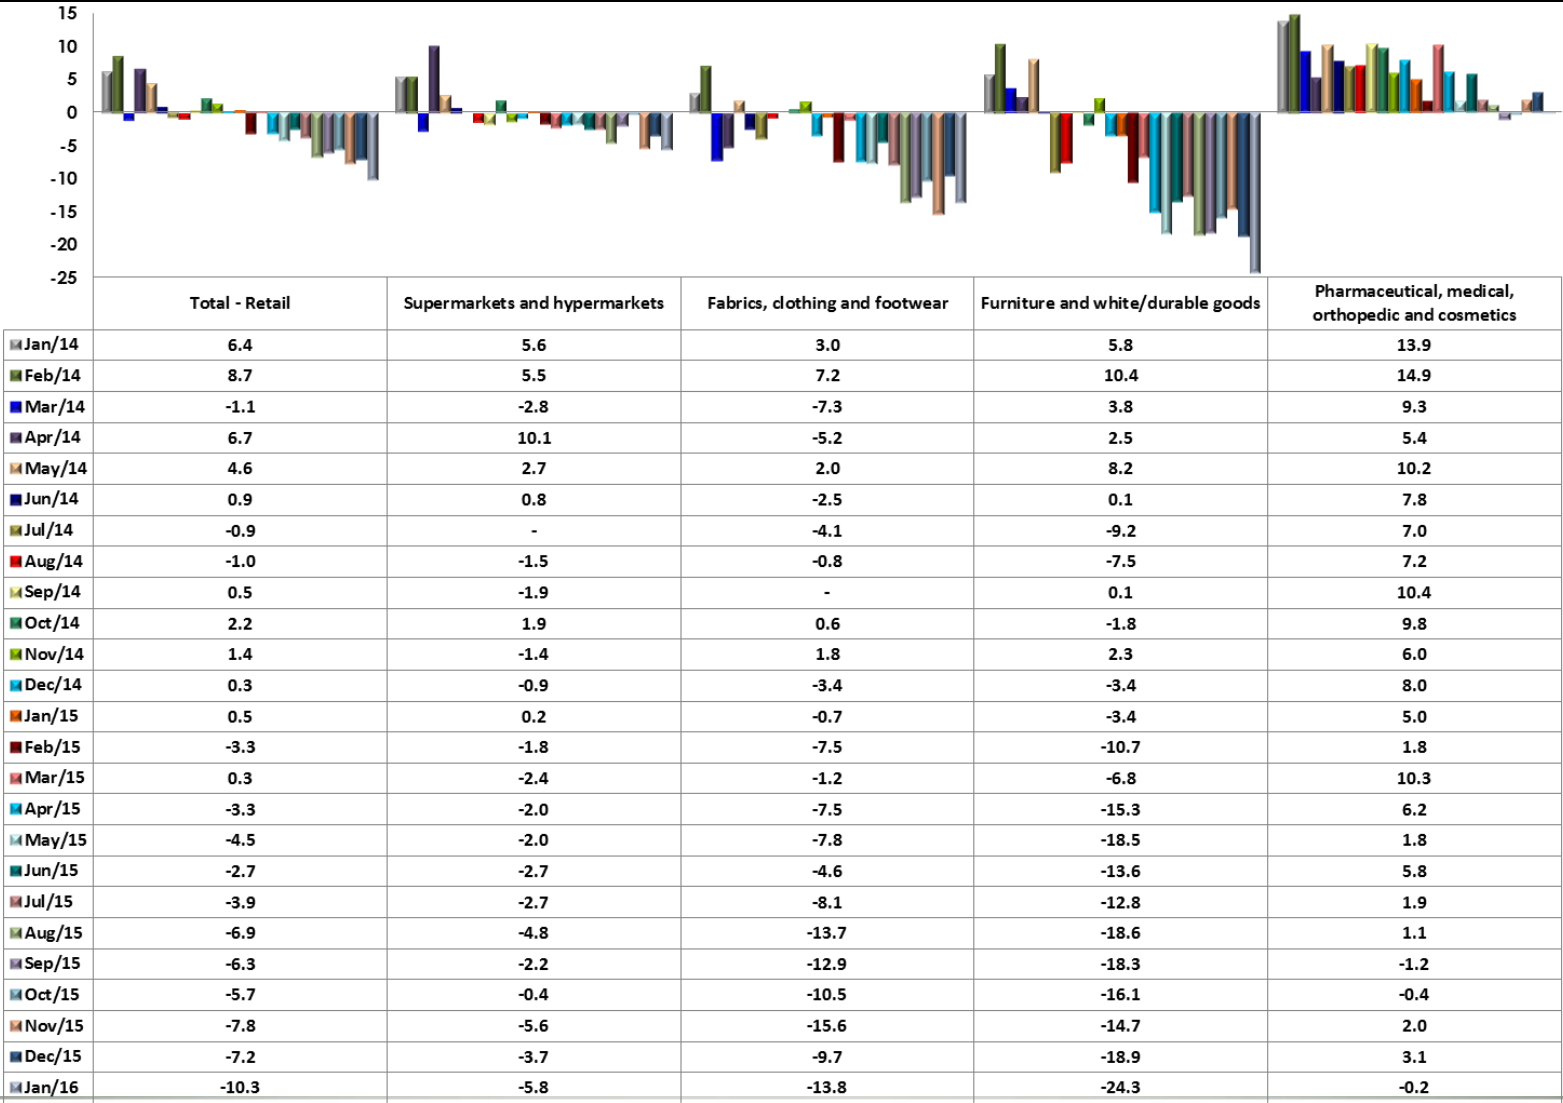 15
10
5
0
-5
-10
-15
-20
-25
Total - Retail Supermarkets and hypermarkets Fabrics, clothing and footwear Furniture and white/durable goods Pharmaceutical, medical,
orthopedic and cosmetics
Jan/14 6.4 5.6 3.0 5.8 13.9
Feb/14 8.7 5.5 7.2 10.4 14.9
Mar/14 -1.1 -2.8 -7.3 3.8 9.3
Apr/14 6.7 10.1 -5.2 2.5 5.4
May/14 4.6 2.7 2.0 8.2 10.2
Jun/14 0.9 0.8 -2.5 0.1 7.8
Jul/14 -0.9 - -4.1 -9.2 7.0
Aug/14 -1.0 -1.5 -0.8 -7.5 7.2
Sep/14 0.5 -1.9 - 0.1 10.4
Oct/14 2.2 1.9 0.6 -1.8 9.8
Nov/14 1.4 -1.4 1.8 2.3 6.0
Dec/14 0.3 -0.9 -3.4 -3.4 8.0
Jan/15 0.5 0.2 -0.7 -3.4 5.0
Feb/15 -3.3 -1.8 -7.5 -10.7 1.8
Mar/15 0.3 -2.4 -1.2 -6.8 10.3
Apr/15 -3.3 -2.0 -7.5 -15.3 6.2
May/15 -4.5 -2.0 -7.8 -18.5 1.8
Jun/15 -2.7 -2.7 -4.6 -13.6 5.8
Jul/15 -3.9 -2.7 -8.1 -12.8 1.9
Aug/15 -6.9 -4.8 -13.7 -18.6 1.1
Sep/15 -6.3 -2.2 -12.9 -18.3 -1.2
Oct/15 -5.7 -0.4 -10.5 -16.1 -0.4
Nov/15 -7.8 -5.6 -15.6 -14.7 2.0
Dec/15 -7.2 -3.7 -9.7 -18.9 3.1
Jan/16 -10.3 -5.8 -13.8 -24.3 -0.2